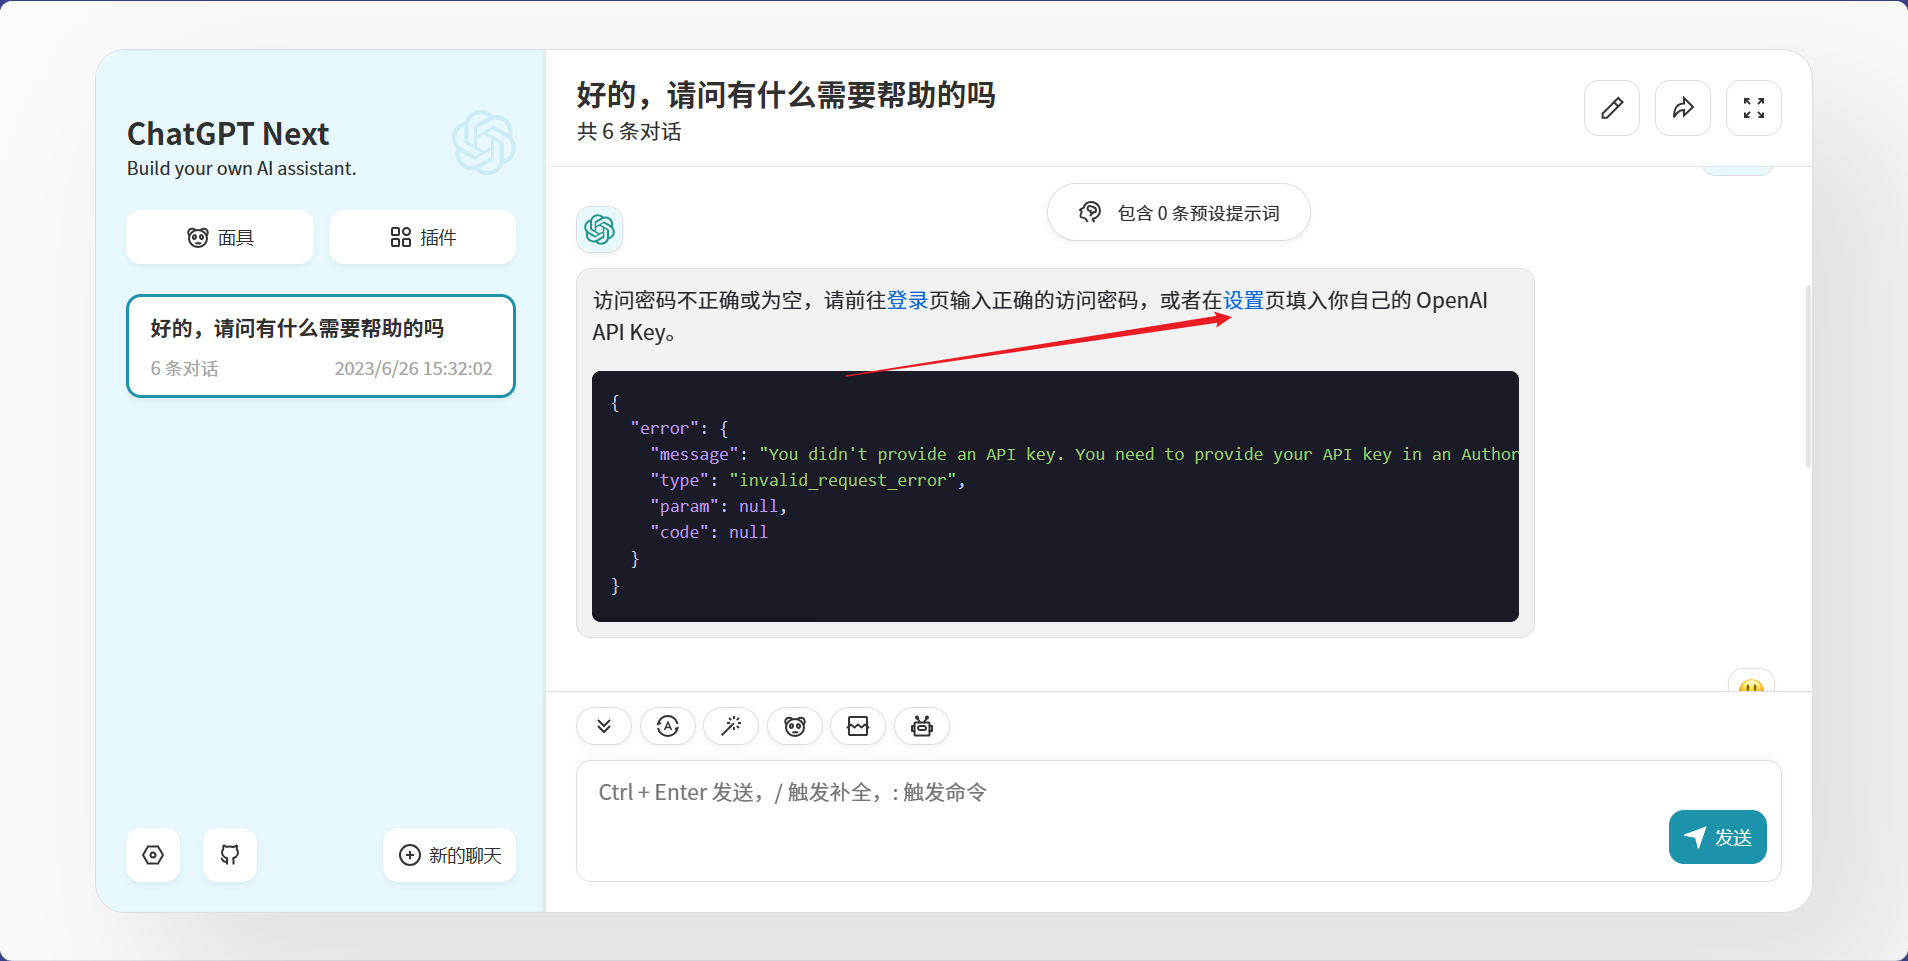 ChatGPT Next
Build your own AI assistant.
面具
插件
好的，请问有什么需要帮助的吗
6 条对话
2023/6/26 15:32:02
新的聊天
好的，请问有什么需要帮助的吗
共 6 条对话
包含 0 条预设提示词
访问密码不正确或为空，请前往登录页输入正确的访问密码，或者在设置页填入你自己的 OpenAI
API Key。
{
"error": {
"message": "You didn't provide an API key. You need to provide your API key in an Author
"type": "invalid_request_error",
"param": null,
"code": null
}
}
Ctrl + Enter 发送，/ 触发补全，: 触发命令
发送